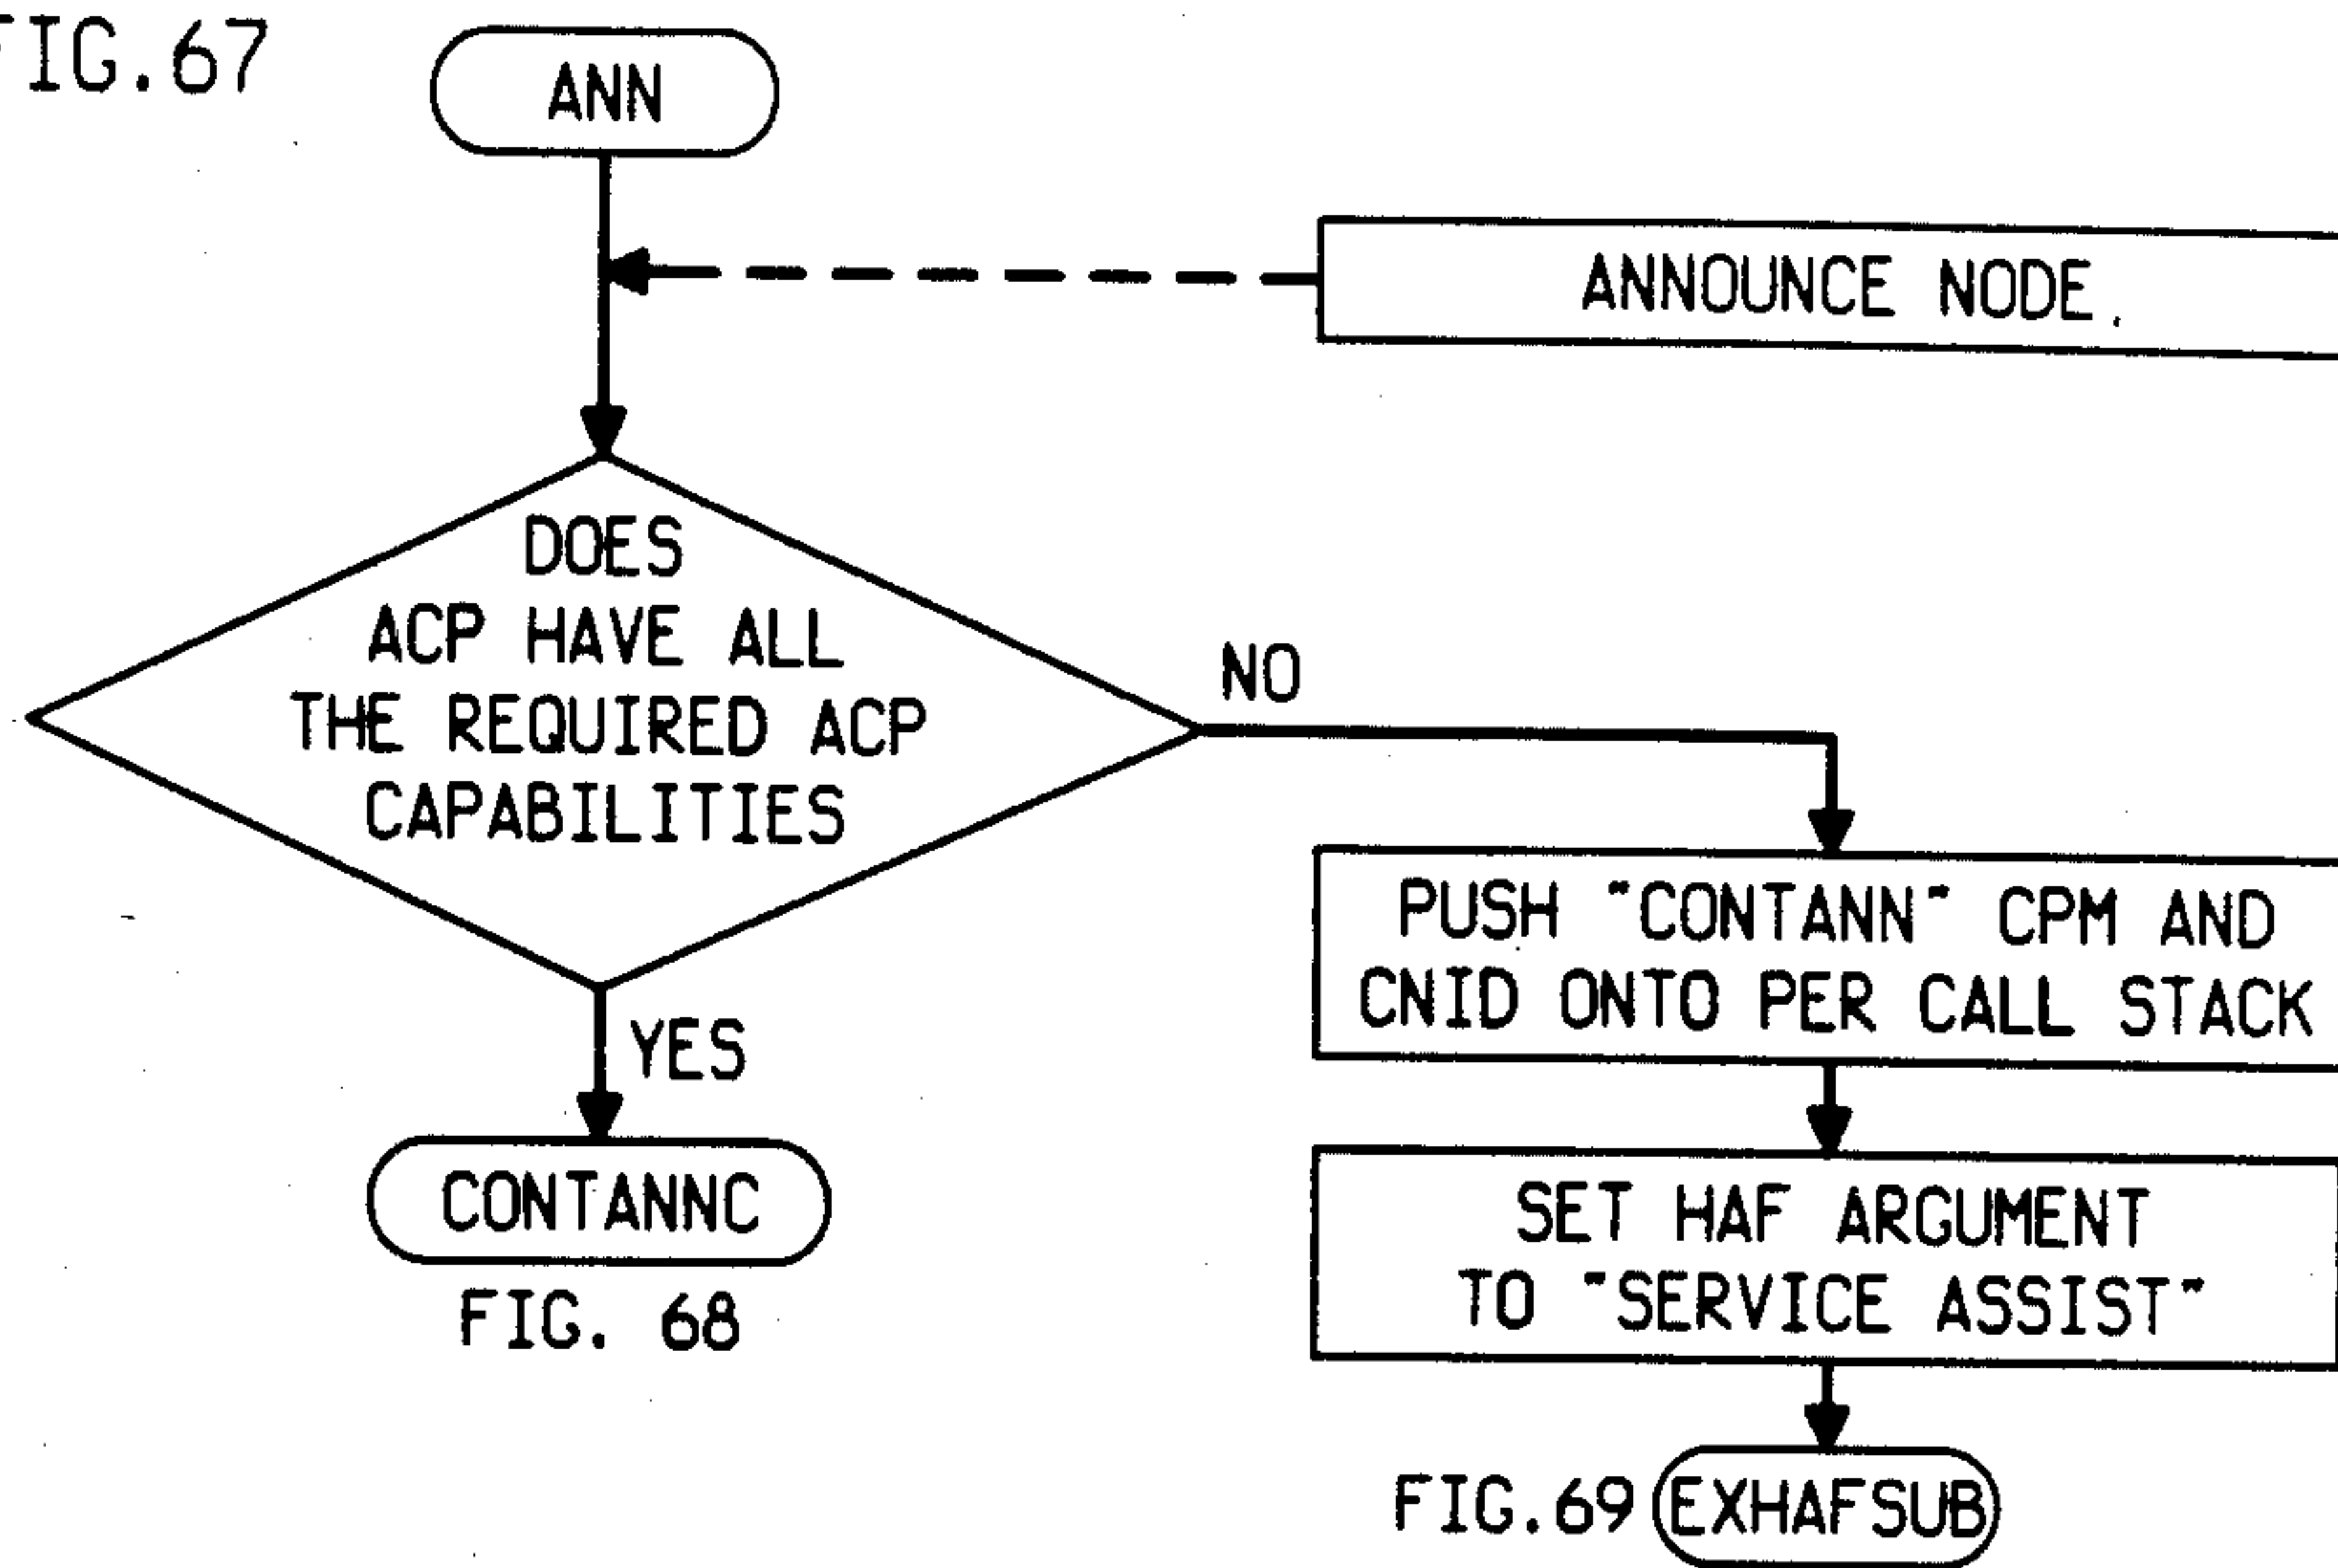 FIG.67
ANN
ANNOUNCE NODE
DOES
ACP HAVE ALL
THE REQUIRED ACP
CAPABILITIES
NO
YES
CONTANNC
FIG. 68
PUSH "CONTANN" CPM AND
CNID ONTO PER CALL STACK
SET HAF ARGUMENT
TO "SERVICE ASSIST"
FIG.69 EXHAFSUB